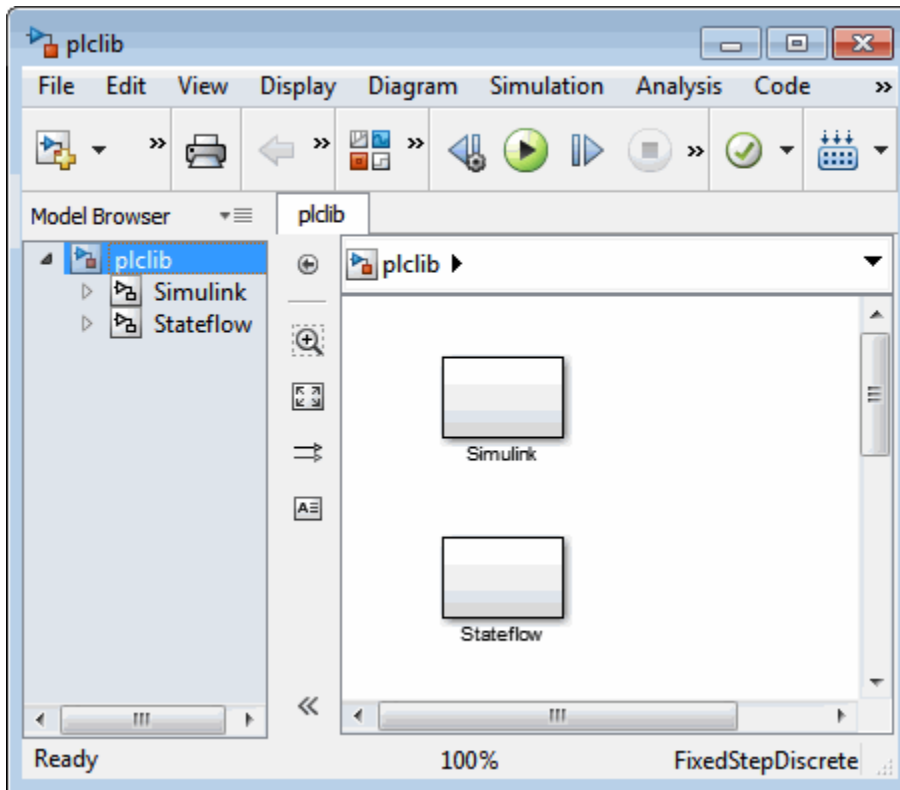 plclib
File Edit View Display Diagram Simulation Analysis Code »
Model Browser plclib
plclib
Simulink
Stateflow
plclib
Simulink
Stateflow
Ready 100% FixedStepDiscrete